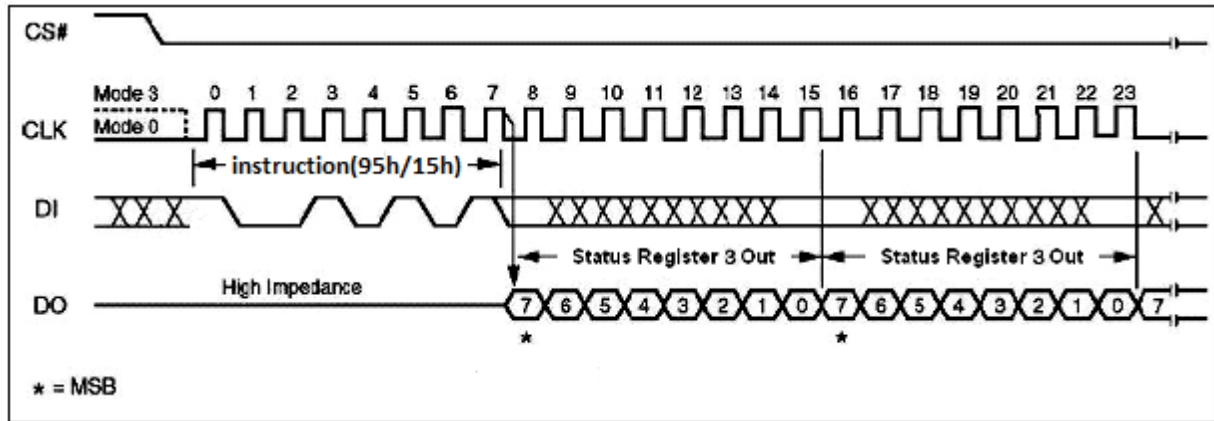 CS#
Mode 3 0 1 2 3 4 5 6 7 8 9 10 11 12 13 14 15 16 17 18 19 20 21 22 23
CLK Mode 0
instruction(95h/15h)
DI
Status Register 3 Out Status Register 3 Out
High Impedance
DO 7 6 5 4 3 2 1 0 7 6 5 4 3 2 1 0 7
* *
* = MSB